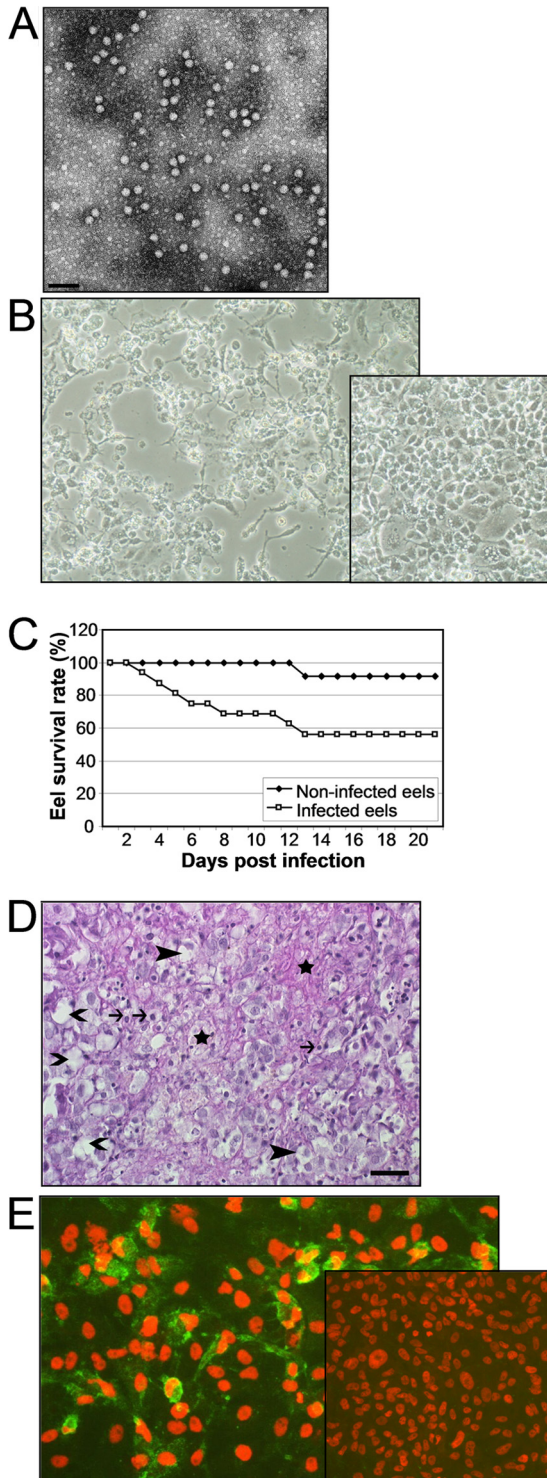 A
B
C
120
100
80
60
40
20
0
Eel survival rate (%)
Non-infected eels
Infected eels
2 4 6 8 10 12 14 16 18 20
Days post infection
D
E